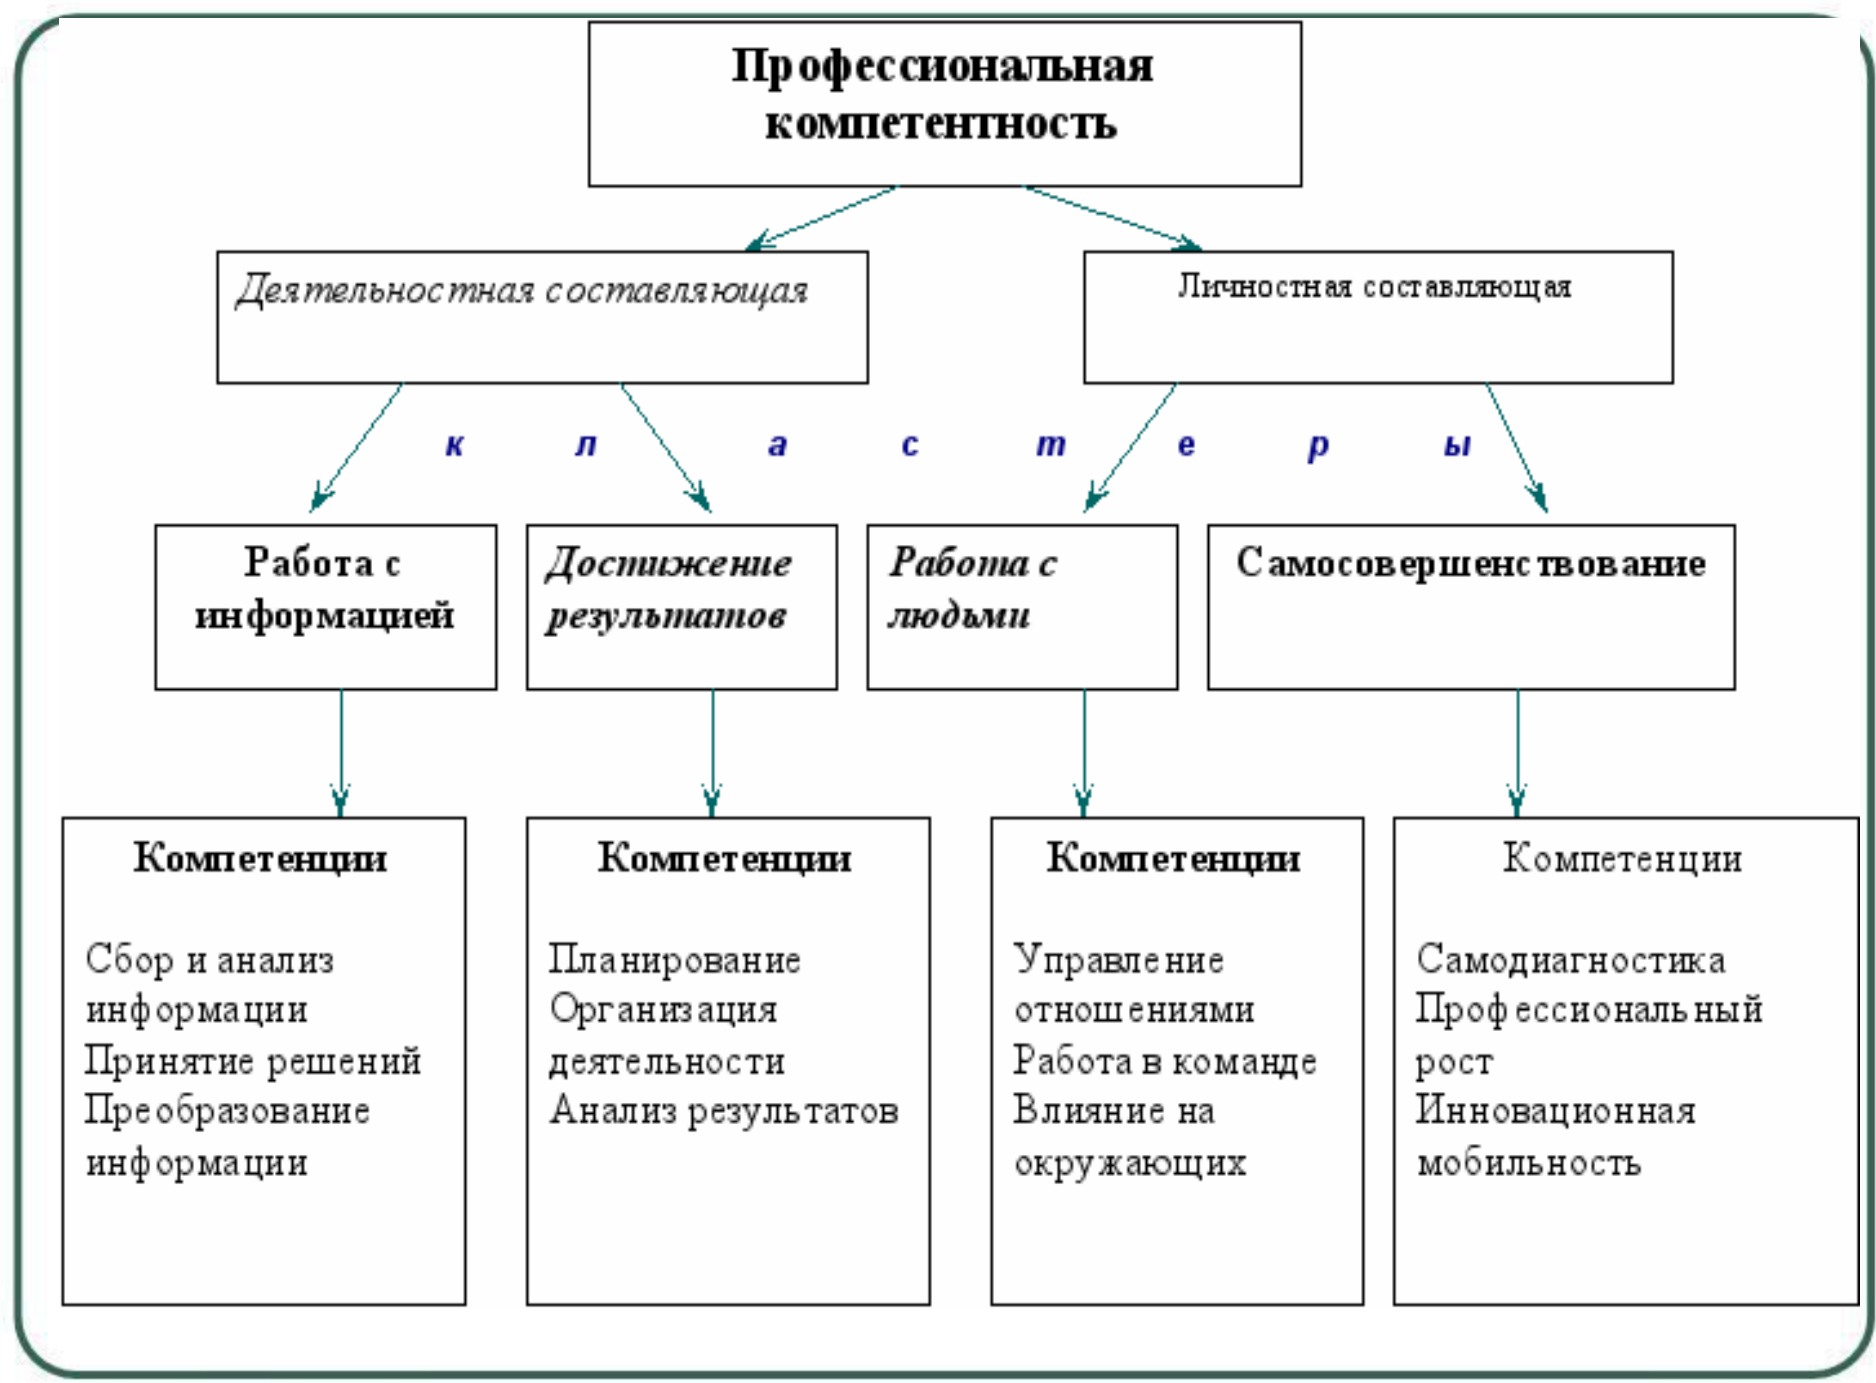 Профессиональная
компетентность
Деятельностная составляющая
Личностная составляющая
к л а с т е р ы
Работа с
информацией
Достижение
результатов
Работа с
людьми
Самосовершенствование
Компетенции
Сбор и анализ
информации
Принятие решений
Преобразование
информации
Компетенции
Планирование
Организация
деятельности
Анализ результатов
Компетенции
Управление
отношениями
Работа в команде
Влияние на
окружающих
Компетенции
Самодиагностика
Профессиональный
рост
Инновационная
мобильность